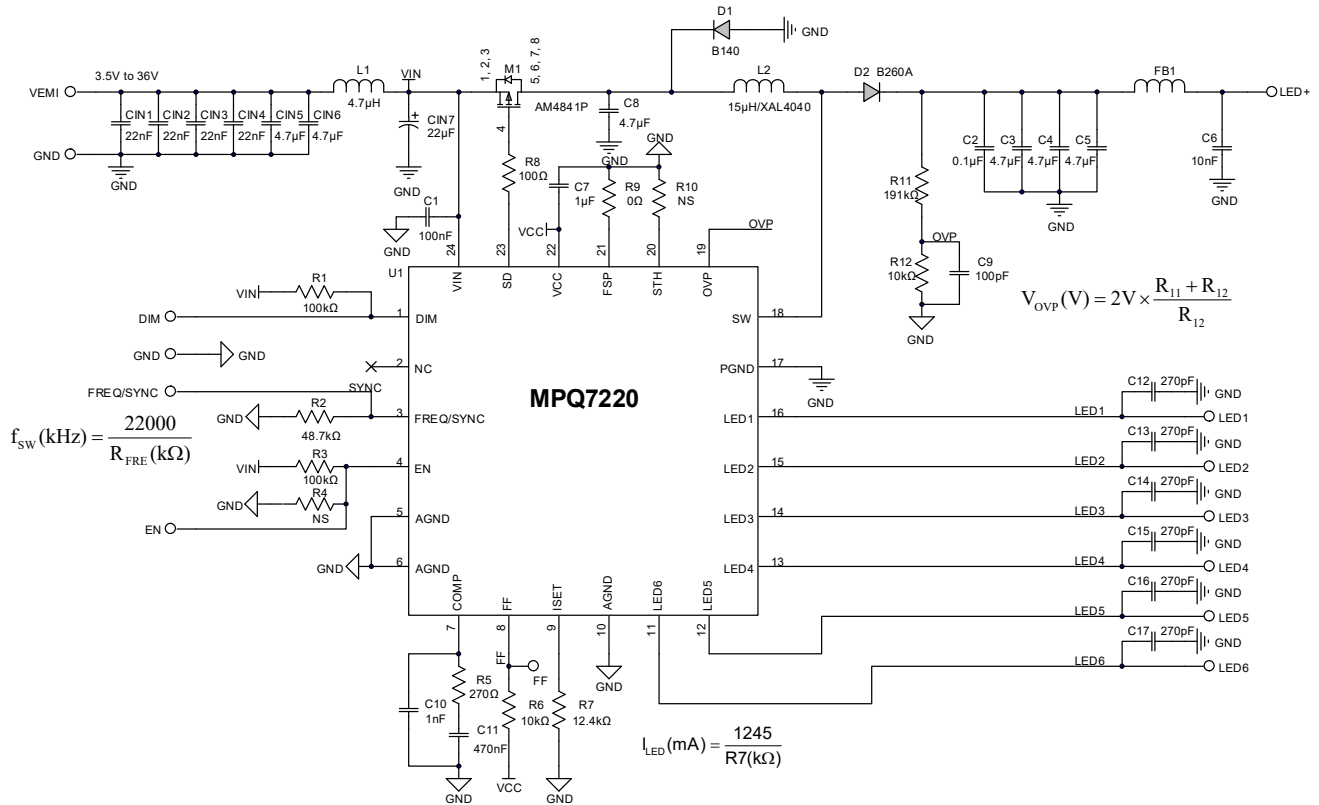 D1
GND
B140
3.5V to 36V
L1
VIN
1, 2, 3
M1
5, 6, 7, 8
L2
D2 B260A
FB1
VEMI
4.7µH
AM4841P
15µH/XAL4040
LED+
CIN1
22nF
CIN2
22nF
CIN3
22nF
CIN4
22nF
CIN5
4.7µF
CIN6
4.7µF
CIN7
22µF
4
C8
4.7µF
GND
GND
GND
GND
GND
R8
100Ω
C7
1µF
R9
0Ω
R10
NS
R11
191kΩ
C2
0.1µF
C3
4.7µF
C4
4.7µF
C5
4.7µF
C6
10nF
GND
GND
C1
100nF
GND
VCC
OVP
OVP
R12
10kΩ
C9
100pF
GND
V_OVP(V) = 2V × (R11 + R12) / R12
24
23
22
21
20
19
U1
VIN
SD
VCC
FSP
STH
OVP
VIN
R1
100kΩ
DIM
1
DIM
SW
18
GND
GND
2
NC
PGND
17
GND
MPQ7220
FREQ/SYNC
SYNC
GND
R2
48.7kΩ
3
FREQ/SYNC
f_SW(kHz) = 22000 / R_FRE(kΩ)
VIN
R3
100kΩ
4
EN
GND
R4
NS
EN
5
AGND
GND
6
AGND
C12 270pF
GND
LED1
16
LED1
LED1
C13 270pF
GND
LED2
15
LED2
LED2
C14 270pF
GND
LED3
14
LED3
LED3
C15 270pF
GND
LED4
13
LED4
LED4
C16 270pF
GND
LED5
LED5
C17 270pF
GND
LED6
LED6
COMP
FF
ISET
AGND
LED6
LED5
7
8
9
10
11
12
FF
FF
GND
R5
270Ω
C10
1nF
C11
470nF
R6
10kΩ
R7
12.4kΩ
GND
VCC
GND
I_LED(mA) = 1245 / R7(kΩ)